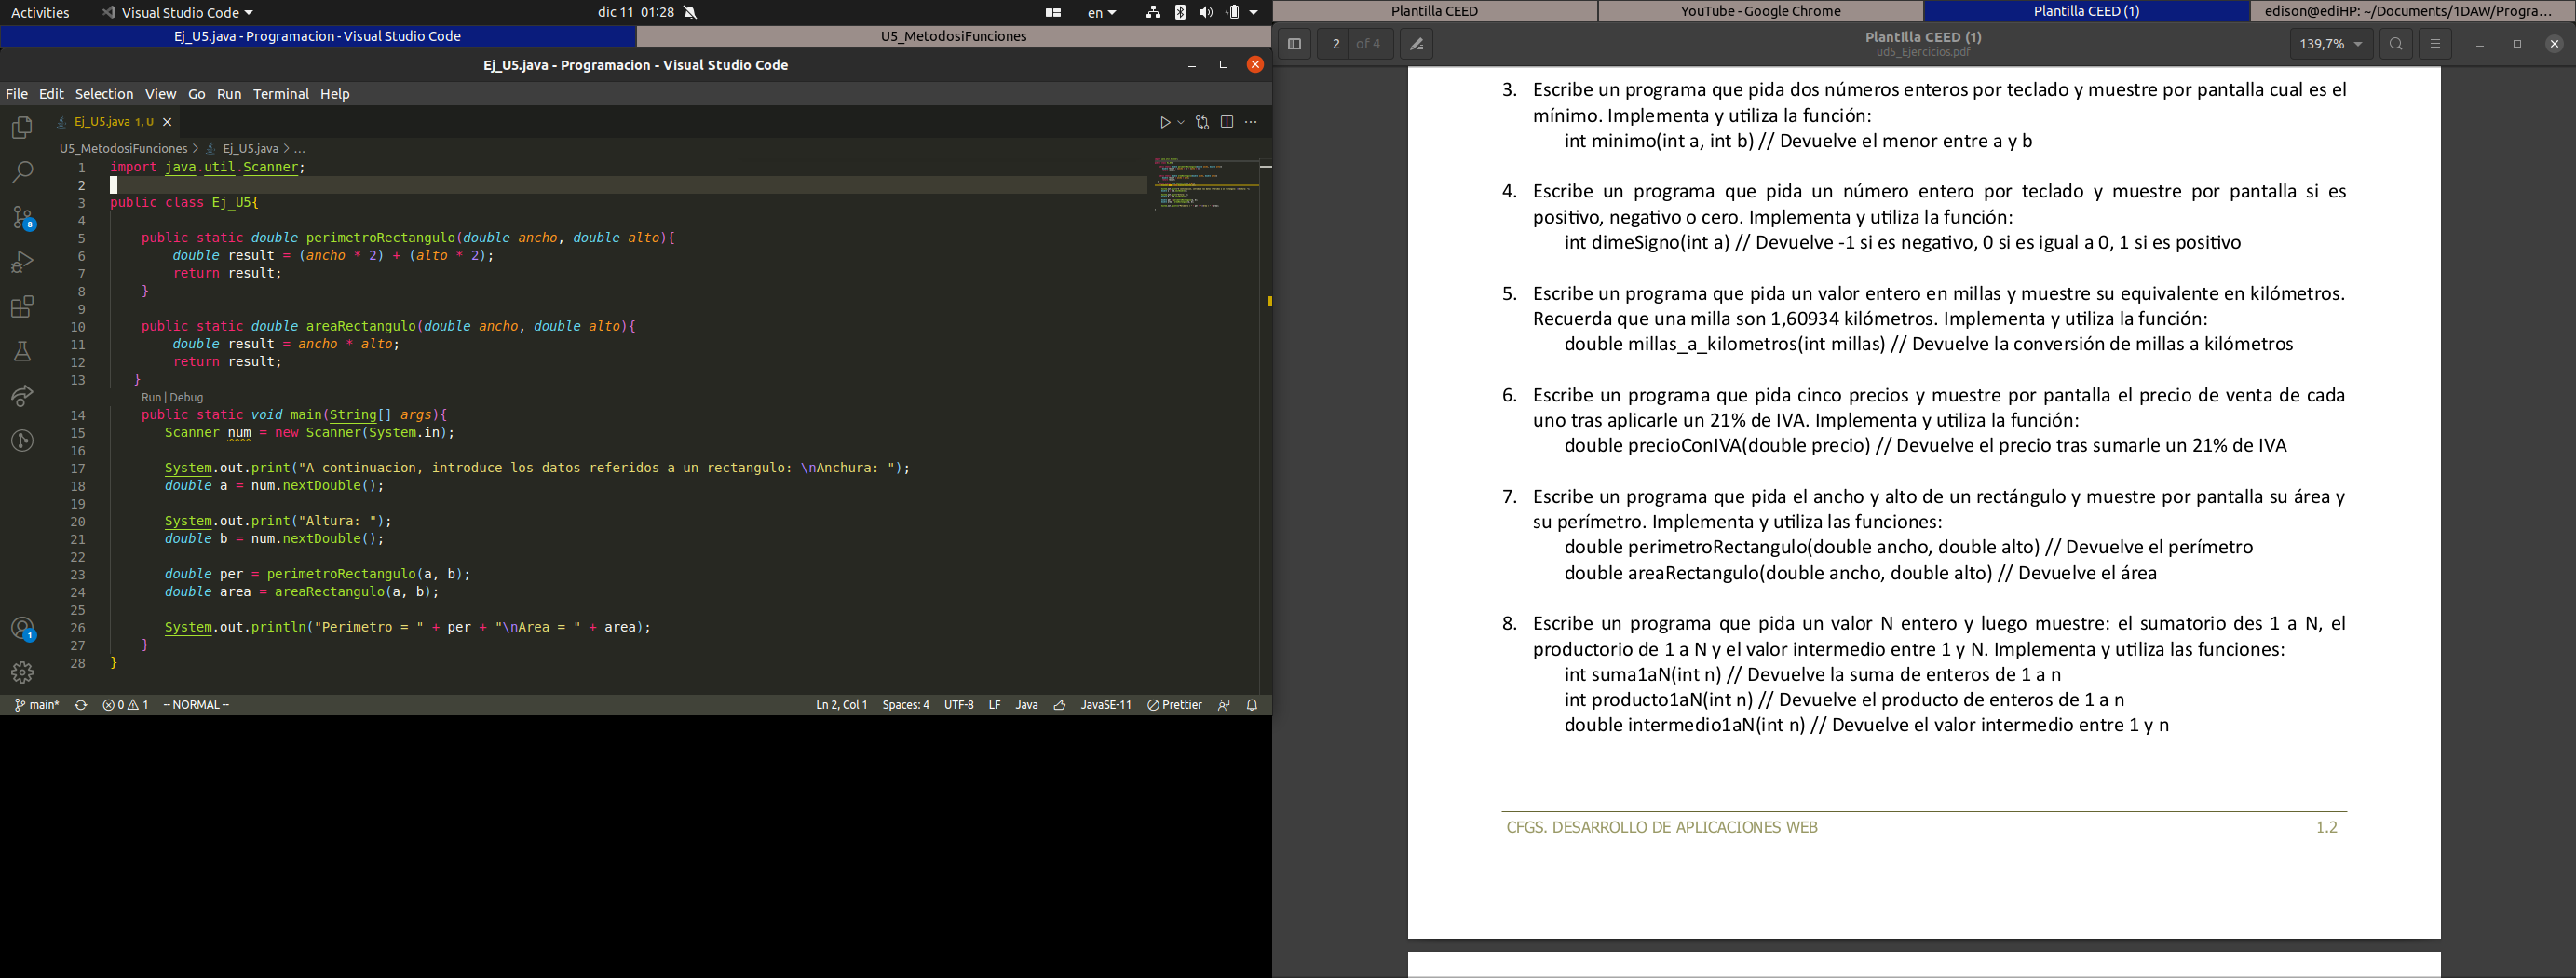 Activities
Visual Studio Code
dic 11 01:28
en
Ej_U5.java - Programacion - Visual Studio Code
U5_MetodosiFunciones
Ej_U5.java - Programacion - Visual Studio Code
File Edit Selection View Go Run Terminal Help
Ej_U5.java 1, U
U5_MetodosiFunciones > Ej_U5.java > ...
1 import java.util.Scanner;
2
3 public class Ej_U5{
4
5 public static double perimetroRectangulo(double ancho, double alto){
6 double result = (ancho * 2) + (alto * 2);
7 return result;
8 }
9
10 public static double areaRectangulo(double ancho, double alto){
11 double result = ancho * alto;
12 return result;
13 }
Run | Debug
14 public static void main(String[] args){
15 Scanner num = new Scanner(System.in);
16
17 System.out.print("A continuacion, introduce los datos referidos a un rectangulo: \nAnchura: ");
18 double a = num.nextDouble();
19
20 System.out.print("Altura: ");
21 double b = num.nextDouble();
22
23 double per = perimetroRectangulo(a, b);
24 double area = areaRectangulo(a, b);
25
26 System.out.println("Perimetro = " + per + "\nArea = " + area);
27 }
28 }
8
1
main* 0 1 -- NORMAL --
Ln 2, Col 1 Spaces: 4 UTF-8 LF Java JavaSE-11 Prettier
Plantilla CEED
YouTube - Google Chrome
Plantilla CEED (1)
edison@ediHP: ~/Documents/1DAW/Progra...
2 of 4
Plantilla CEED (1)
ud5_Ejercicios.pdf
139,7%
3. Escribe un programa que pida dos números enteros por teclado y muestre por pantalla cual es el
mínimo. Implementa y utiliza la función:
int minimo(int a, int b) // Devuelve el menor entre a y b
4. Escribe un programa que pida un número entero por teclado y muestre por pantalla si es
positivo, negativo o cero. Implementa y utiliza la función:
int dimeSigno(int a) // Devuelve -1 si es negativo, 0 si es igual a 0, 1 si es positivo
5. Escribe un programa que pida un valor entero en millas y muestre su equivalente en kilómetros.
Recuerda que una milla son 1,60934 kilómetros. Implementa y utiliza la función:
double millas_a_kilometros(int millas) // Devuelve la conversión de millas a kilómetros
6. Escribe un programa que pida cinco precios y muestre por pantalla el precio de venta de cada
uno tras aplicarle un 21% de IVA. Implementa y utiliza la función:
double precioConIVA(double precio) // Devuelve el precio tras sumarle un 21% de IVA
7. Escribe un programa que pida el ancho y alto de un rectángulo y muestre por pantalla su área y
su perímetro. Implementa y utiliza las funciones:
double perimetroRectangulo(double ancho, double alto) // Devuelve el perímetro
double areaRectangulo(double ancho, double alto) // Devuelve el área
8. Escribe un programa que pida un valor N entero y luego muestre: el sumatorio des 1 a N, el
productorio de 1 a N y el valor intermedio entre 1 y N. Implementa y utiliza las funciones:
int suma1aN(int n) // Devuelve la suma de enteros de 1 a n
int producto1aN(int n) // Devuelve el producto de enteros de 1 a n
double intermedio1aN(int n) // Devuelve el valor intermedio entre 1 y n
CFGS. DESARROLLO DE APLICACIONES WEB
1.2